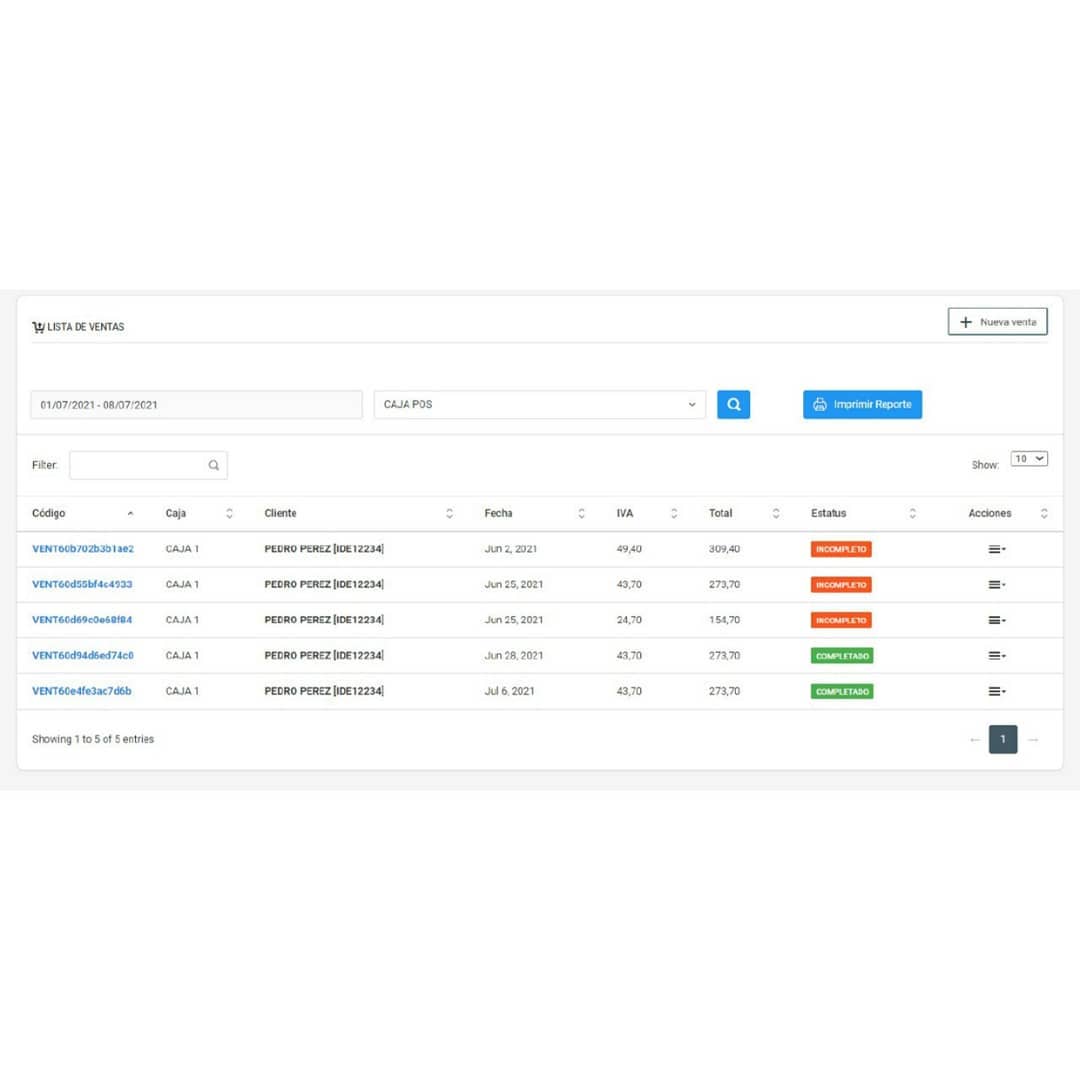 LISTA DE VENTAS
Nueva venta
01/07/2021 - 08/07/2021
CAJA POS
Imprimir Reporte
Filter:
Show: 10
Código Caja Cliente Fecha IVA Total Estatus Acciones
VENT60b702b3b1ae2 CAJA 1 PEDRO PEREZ [IDE12234] Jun 2, 2021 49,40 309,40 INCOMPLETO
VENT60d55bf4c4933 CAJA 1 PEDRO PEREZ [IDE12234] Jun 25, 2021 43,70 273,70 INCOMPLETO
VENT60d69c0e68f84 CAJA 1 PEDRO PEREZ [IDE12234] Jun 25, 2021 24,70 154,70 INCOMPLETO
VENT60d94d6ed74c0 CAJA 1 PEDRO PEREZ [IDE12234] Jun 28, 2021 43,70 273,70 COMPLETADO
VENT60e4fe3ac7d6b CAJA 1 PEDRO PEREZ [IDE12234] Jul 6, 2021 43,70 273,70 COMPLETADO
Showing 1 to 5 of 5 entries
← 1 →